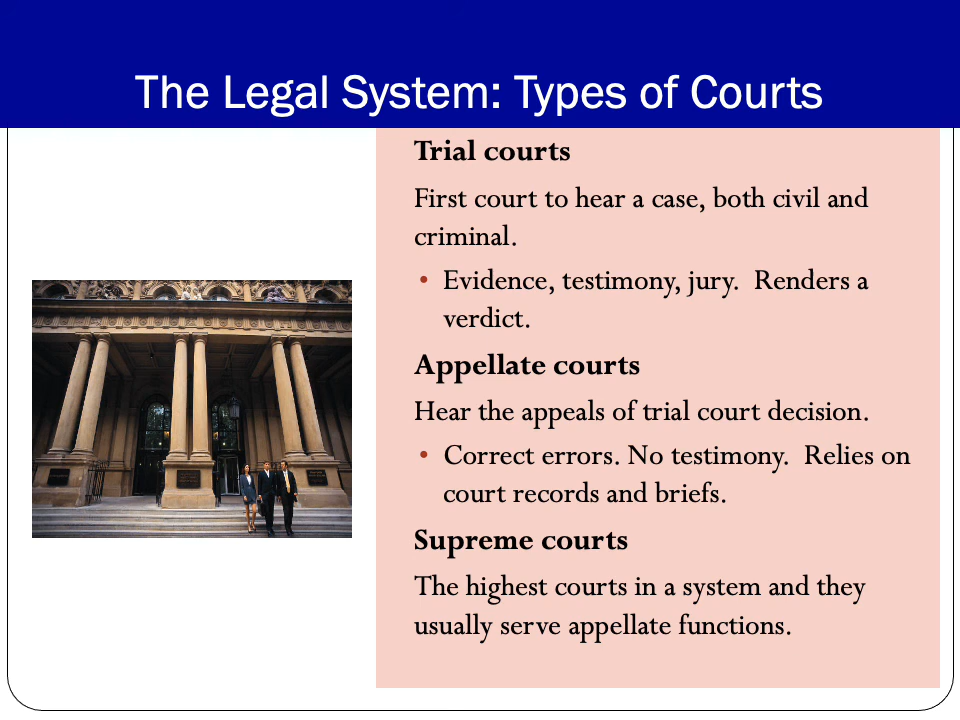 The Legal System: Types of Courts
Trial courts
First court to hear a case, both civil and
criminal.
• Evidence, testimony, jury.  Renders a
verdict.
Appellate courts
Hear the appeals of trial court decision.
• Correct errors. No testimony.  Relies on
court records and briefs.
Supreme courts
The highest courts in a system and they
usually serve appellate functions.